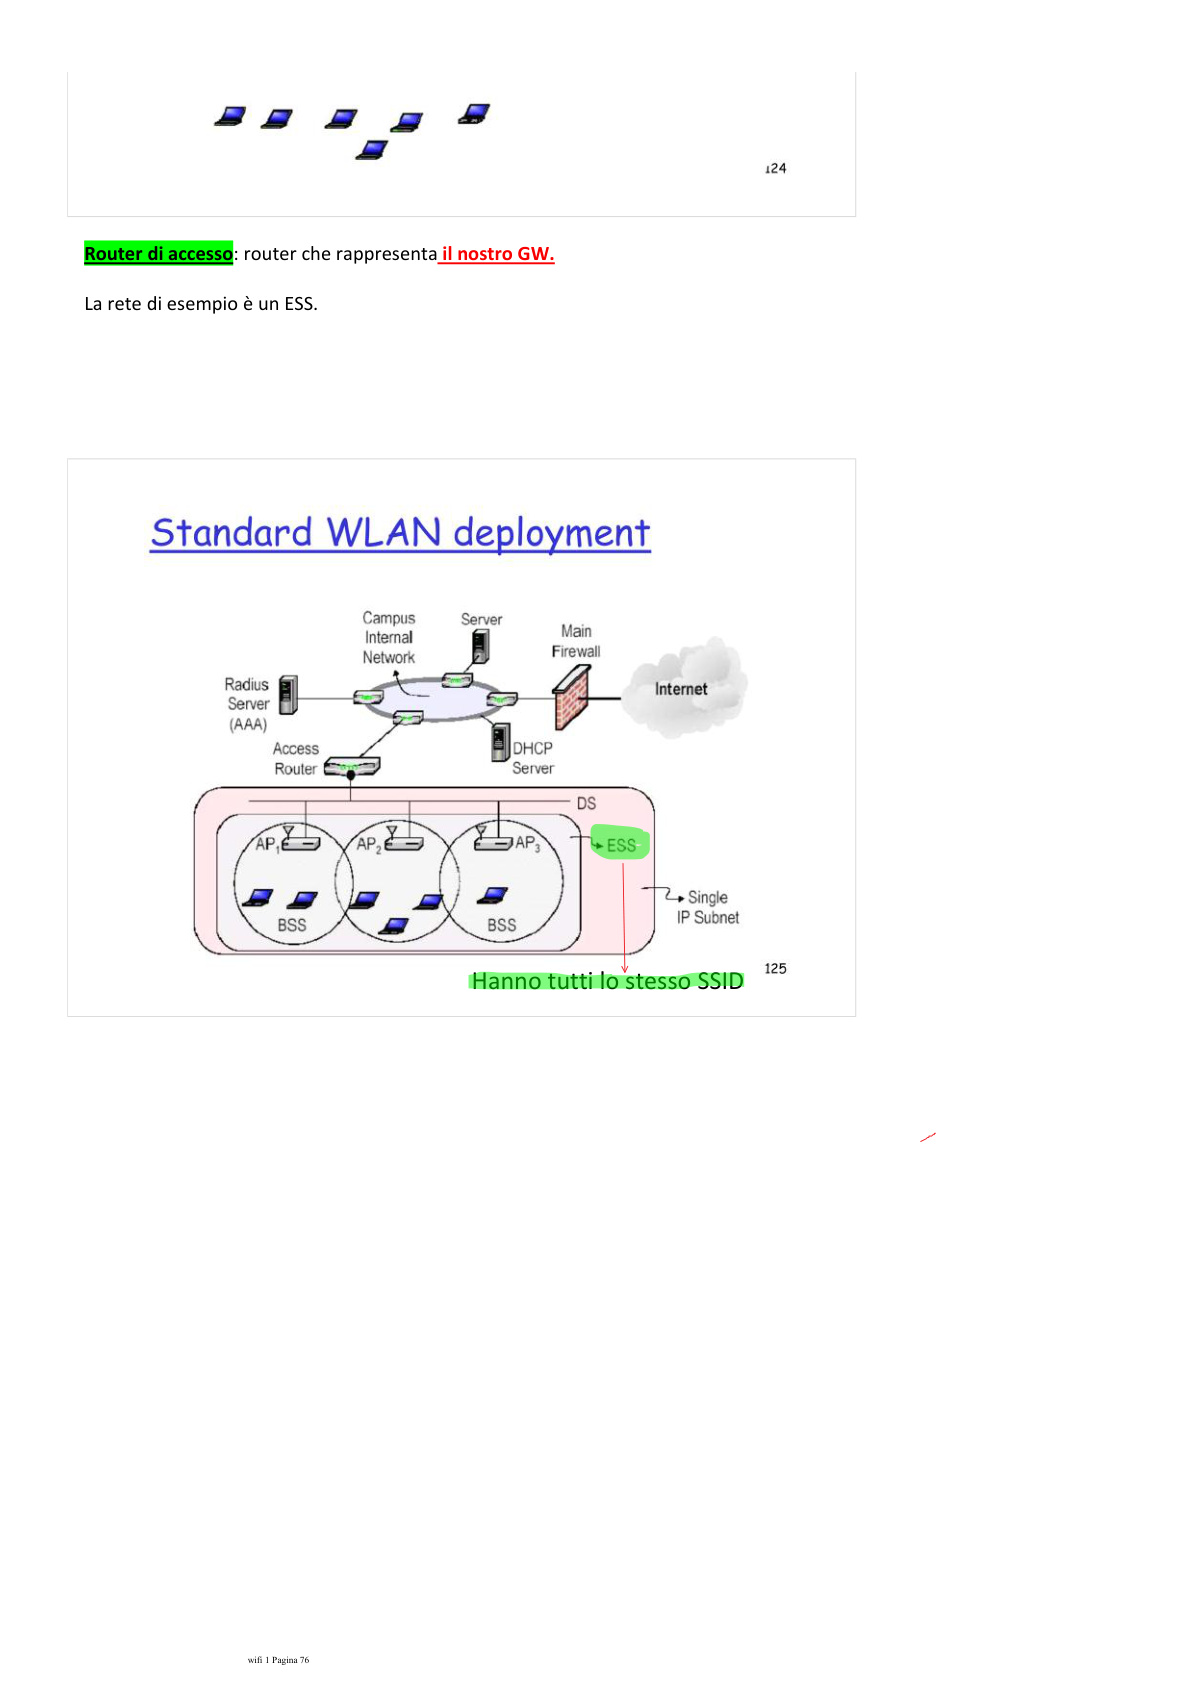 124
Router di accesso: router che rappresenta il nostro GW.
La rete di esempio è un ESS.
Standard WLAN deployment
Campus
Internal
Network
Server
Main
Firewall
Internet
Radius
Server
(AAA)
Access
Router
DHCP
Server
DS
AP1
AP2
AP3
ESS
BSS
BSS
Single
IP Subnet
Hanno tutti lo stesso SSID
125
wifi 1 Pagina 76